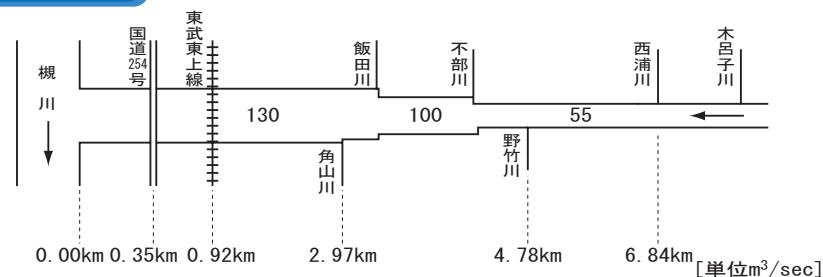 槻川
国道254号
東武東上線
飯田川
不部川
西浦川
木呂子川
130
100
55
角山川
野竹川
0.00km 0.35km 0.92km 2.97km 4.78km 6.84km
[単位m³/sec]